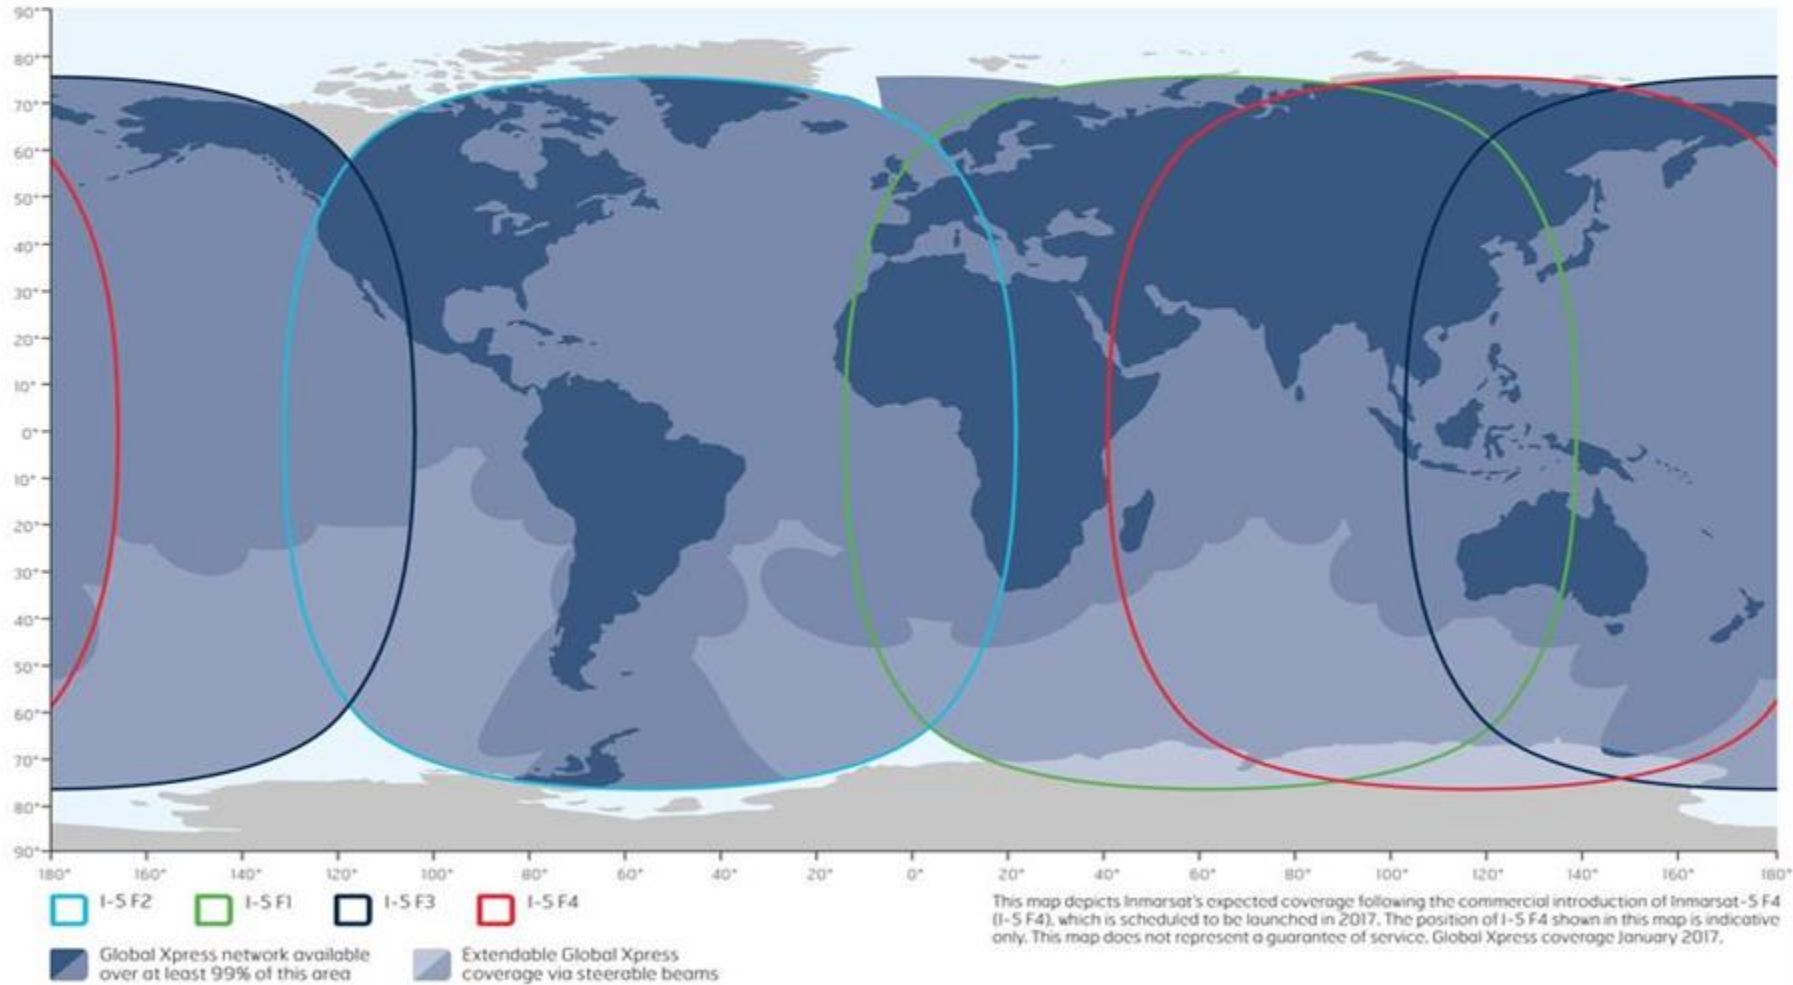 90°
80°
70°
60°
50°
40°
30°
20°
10°
0°
10°
20°
30°
40°
50°
60°
70°
80°
90°
180° 160° 140° 120° 100° 80° 60° 40° 20° 0° 20° 40° 60° 80° 100° 120° 140° 160° 180°
I-5 F2 I-5 F1 I-5 F3 I-5 F4
Global Xpress network available
over at least 99% of this area
Extendable Global Xpress
coverage via steerable beams
This map depicts Inmarsat's expected coverage following the commercial introduction of Inmarsat-5 F4
(I-5 F4), which is scheduled to be launched in 2017. The position of I-5 F4 shown in this map is indicative
only. This map does not represent a guarantee of service. Global Xpress coverage January 2017.